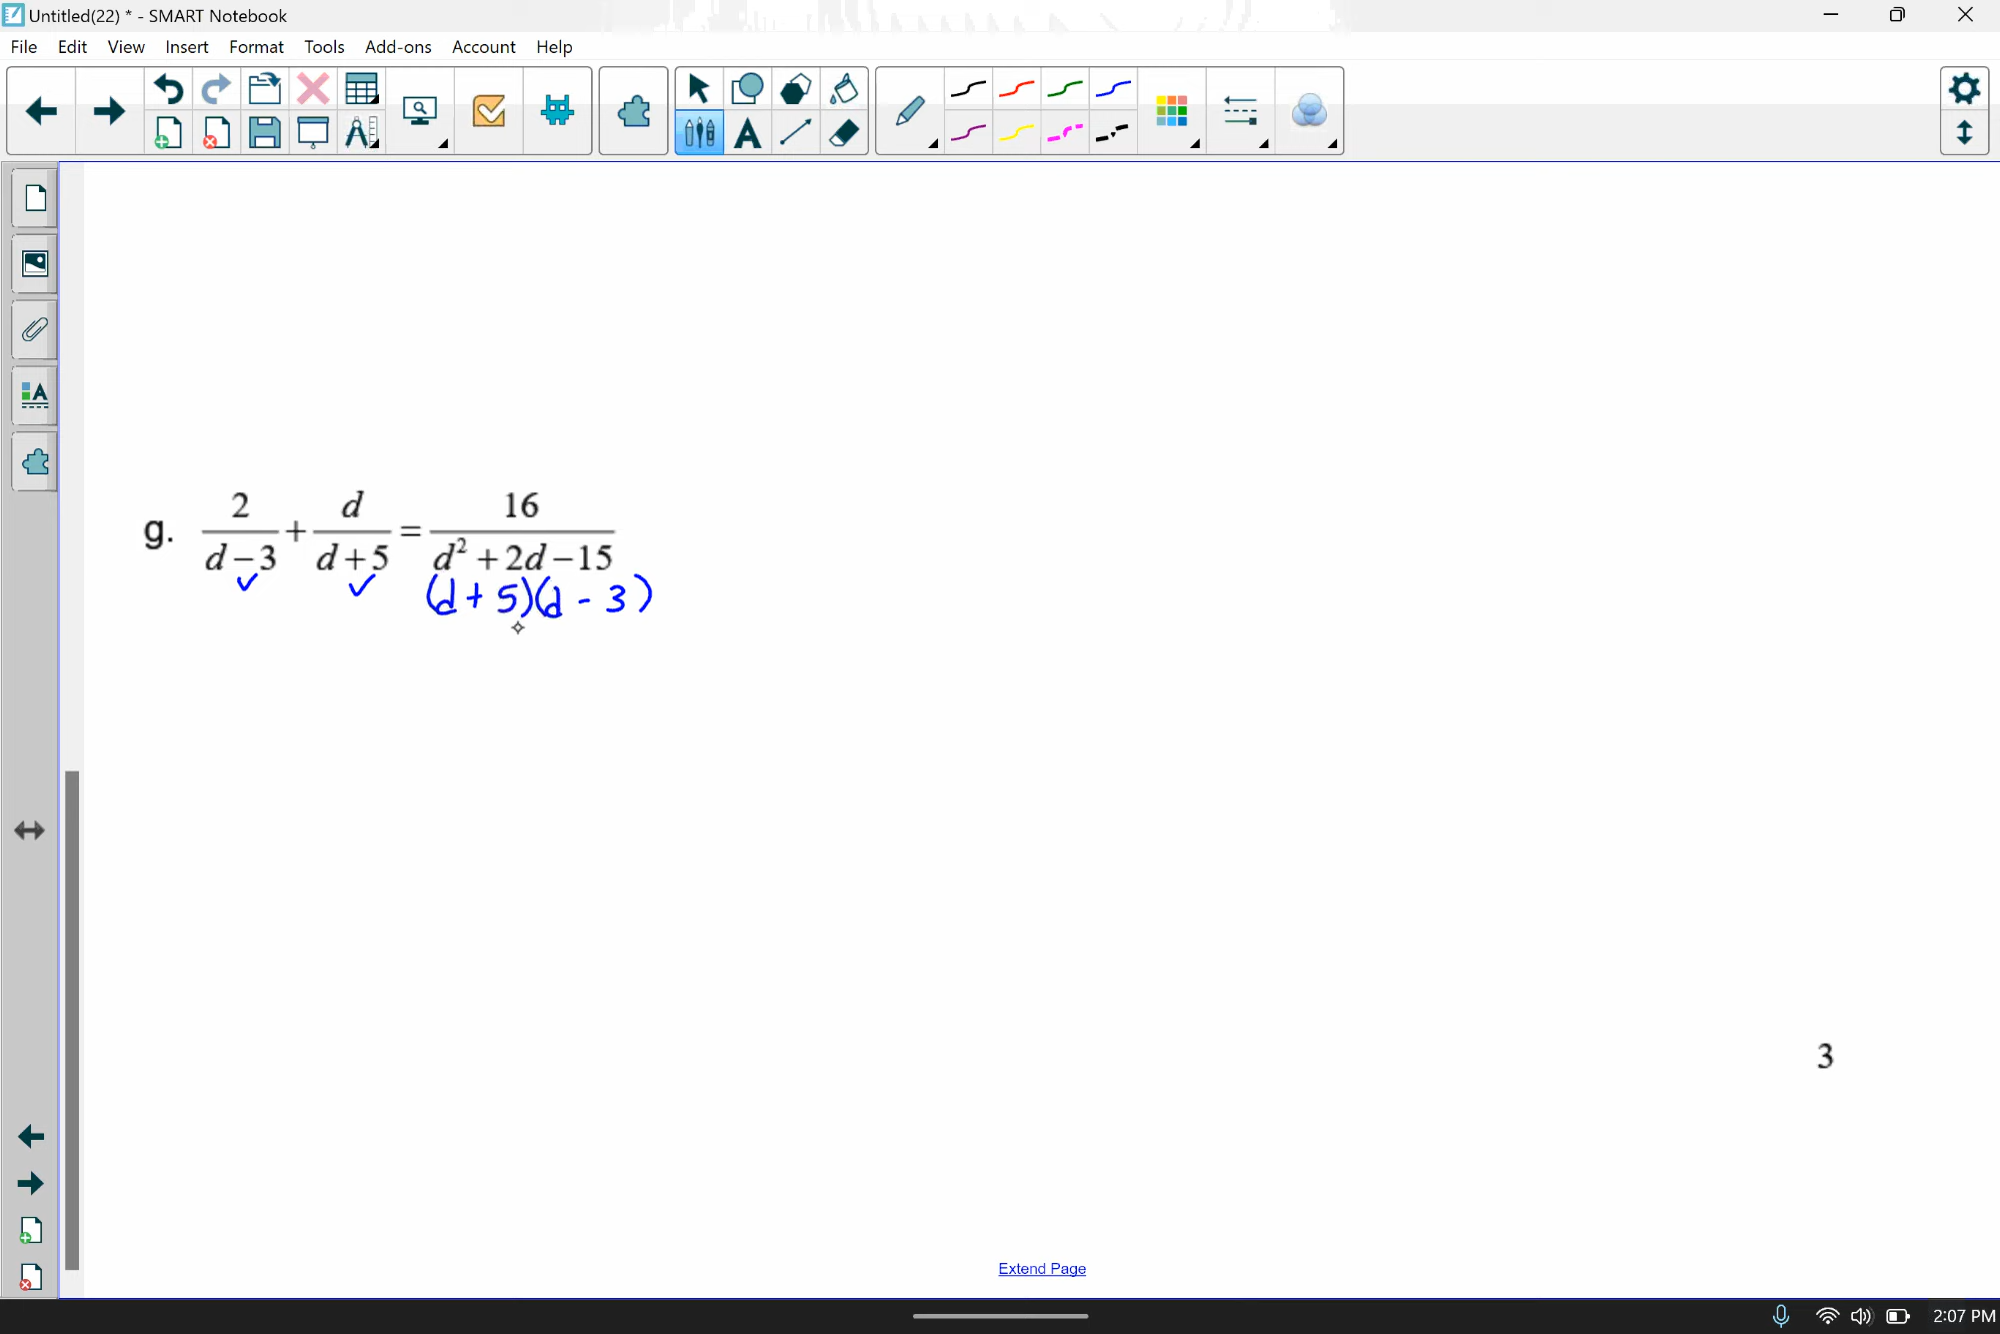 Untitled(22) * - SMART Notebook
File Edit View Insert Format Tools Add-ons Account Help
g. 2/(d−3) + d/(d+5) = 16/(d² + 2d − 15)
✓ ✓ (d + 5)(d - 3)
3
Extend Page
2:07 PM